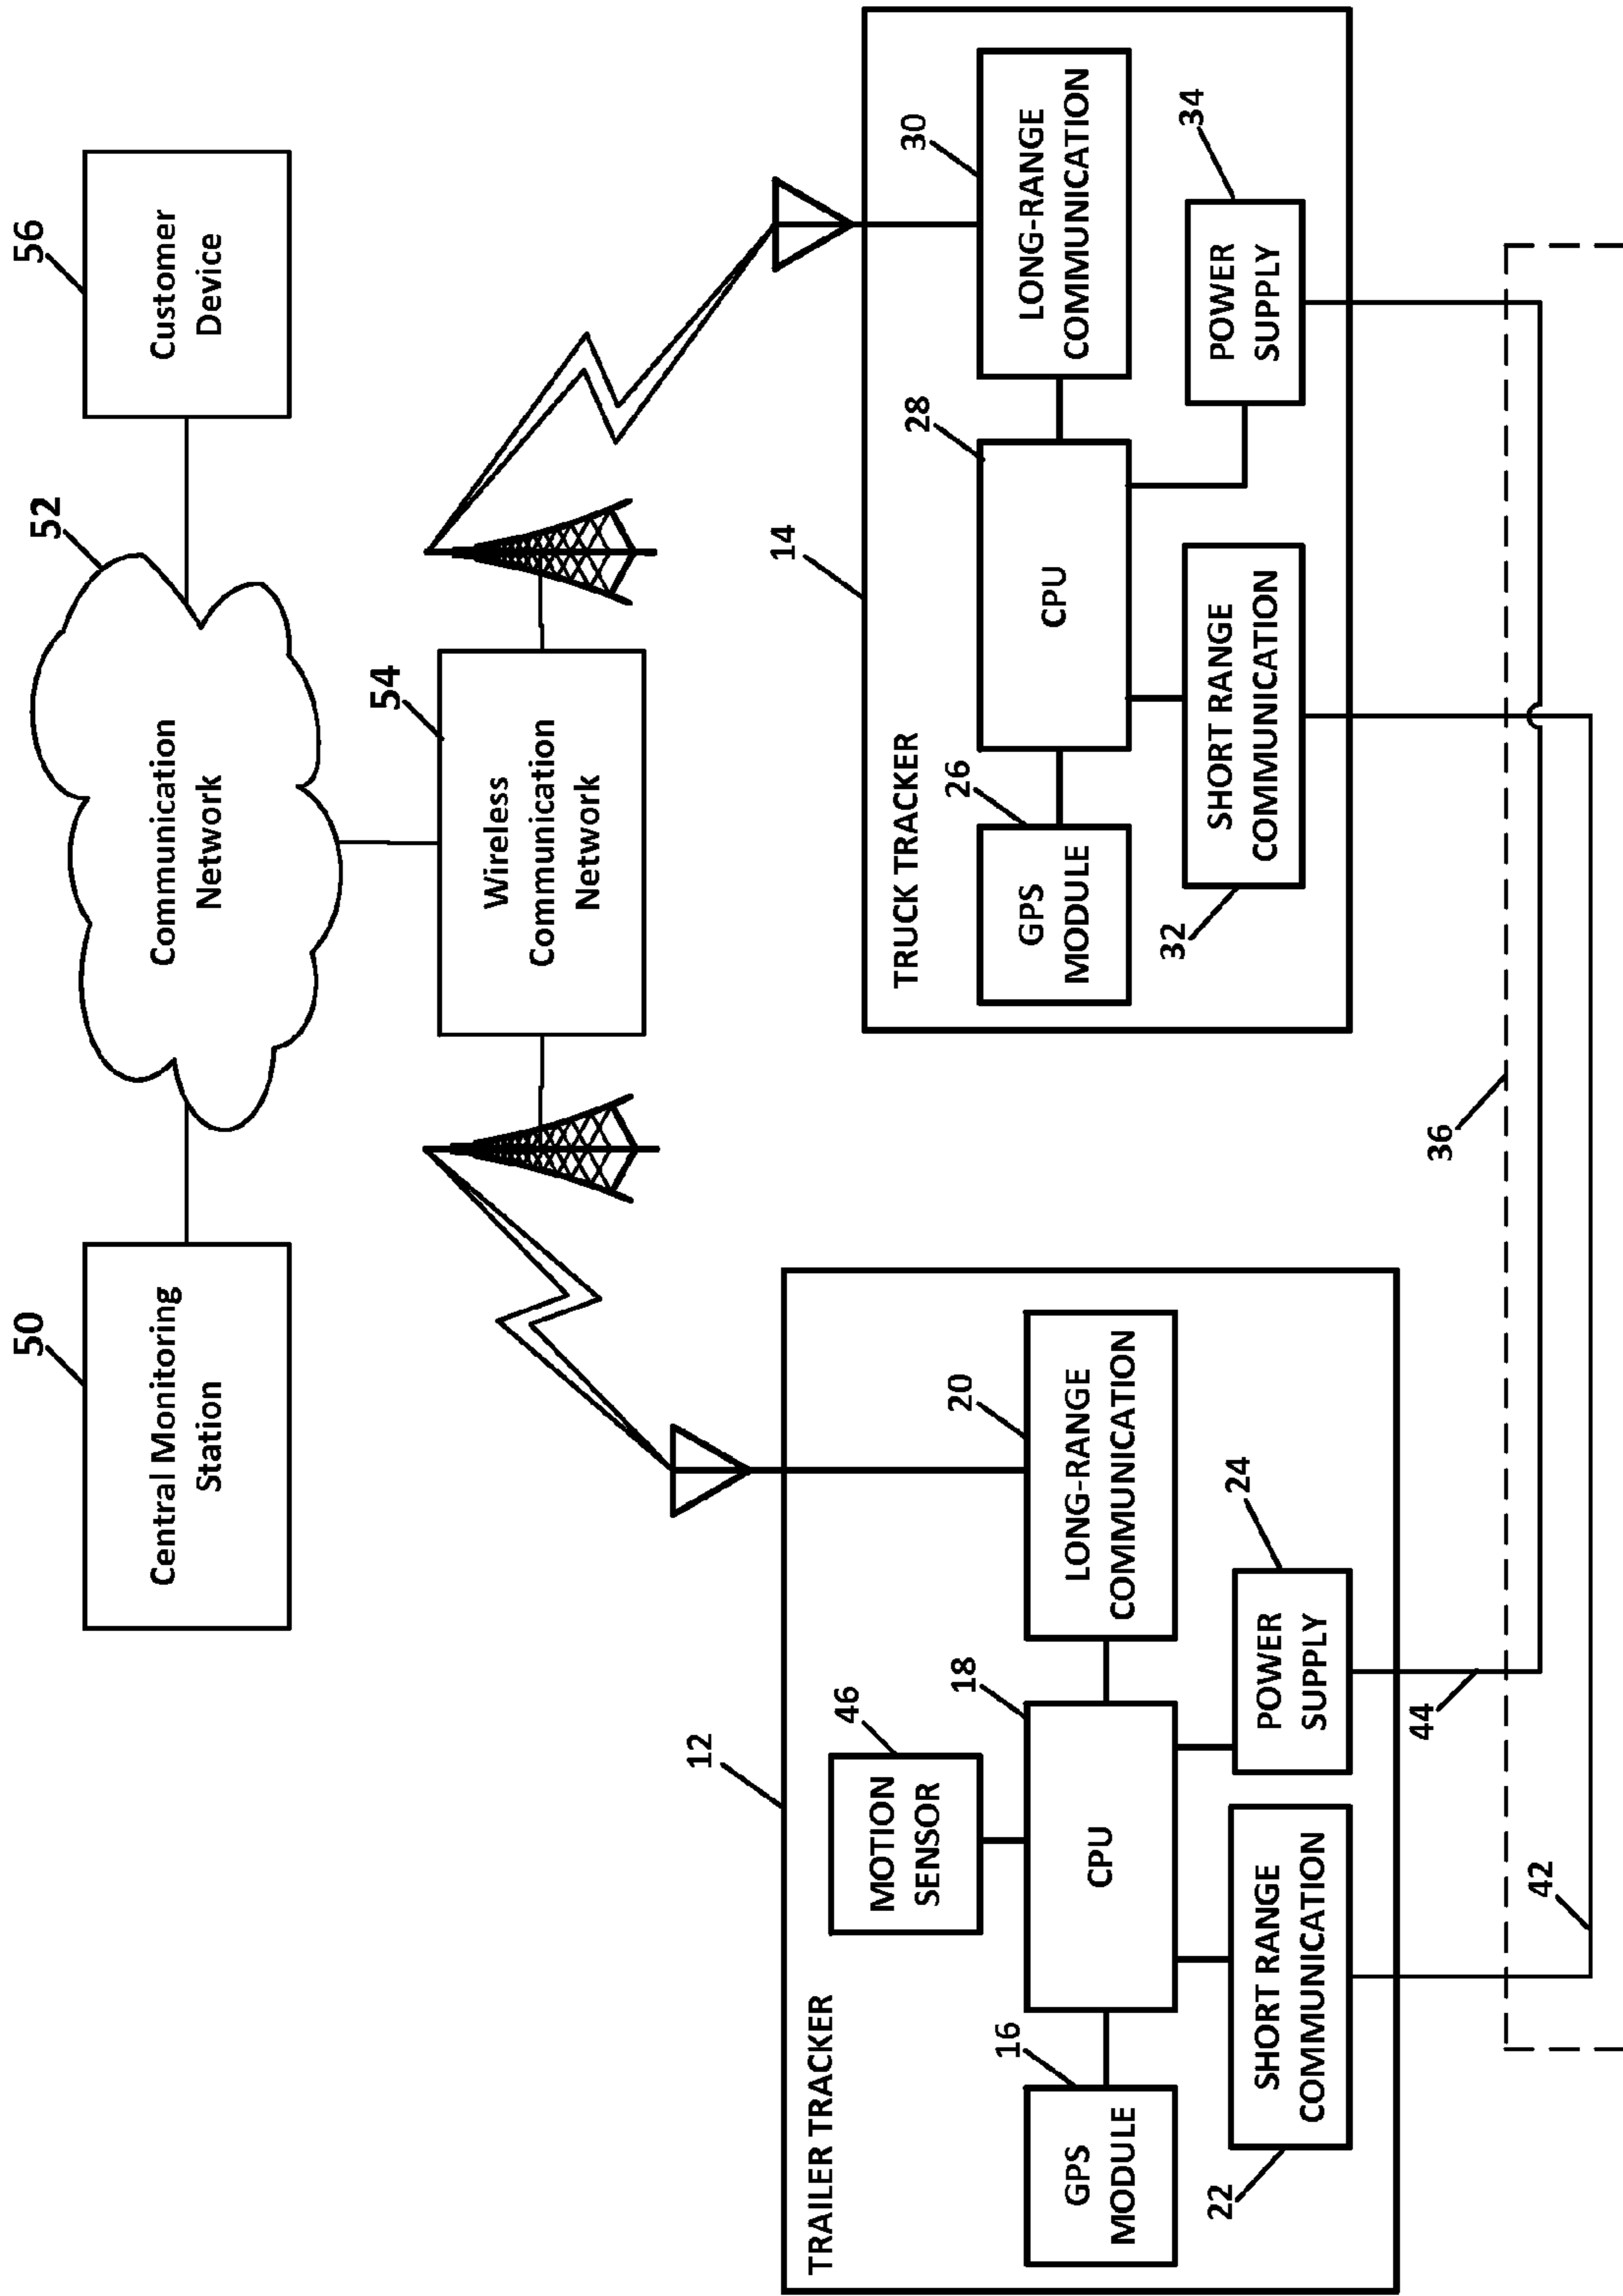 50
Central Monitoring
Station
52
Communication
Network
56
Customer
Device
54
Wireless
Communication
Network
12
TRAILER TRACKER
46
MOTION
SENSOR
16
GPS
MODULE
18
CPU
20
LONG-RANGE
COMMUNICATION
22
SHORT RANGE
COMMUNICATION
24
POWER
SUPPLY
14
TRUCK TRACKER
26
GPS
MODULE
28
CPU
30
LONG-RANGE
COMMUNICATION
32
SHORT RANGE
COMMUNICATION
34
POWER
SUPPLY
36
44
42